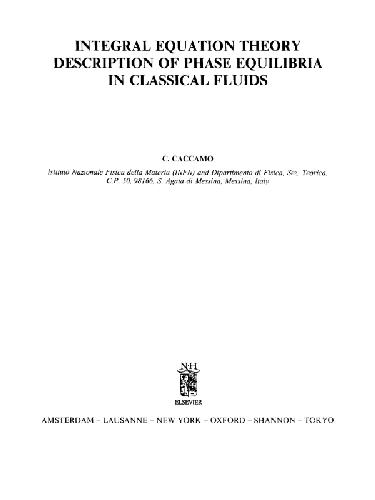 INTEGRAL EQUATION THEORY
DESCRIPTION OF PHASE EQUILIBRIA
IN CLASSICAL FLUIDS
C. CACCAMO
Istituto Nazionale Fisica della Materia (INFM) and Dipartimento di Fisica, Sez. Teorica,
C.P. 50, 98166, S. Agata di Messina, Messina, Italy
N·H
ELSEVIER
AMSTERDAM – LAUSANNE – NEW YORK – OXFORD – SHANNON – TOKYO